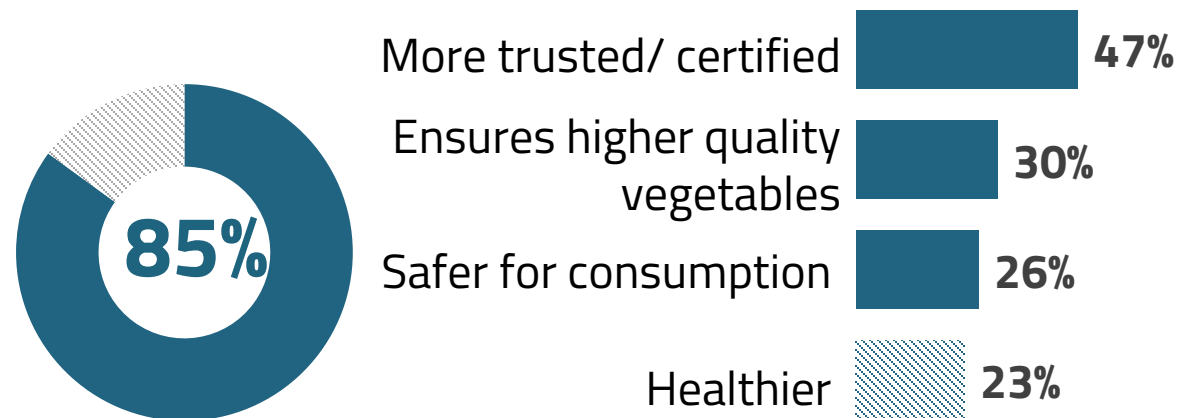 85%
More trusted/ certified
47%
Ensures higher quality
vegetables
30%
Safer for consumption
26%
Healthier
23%